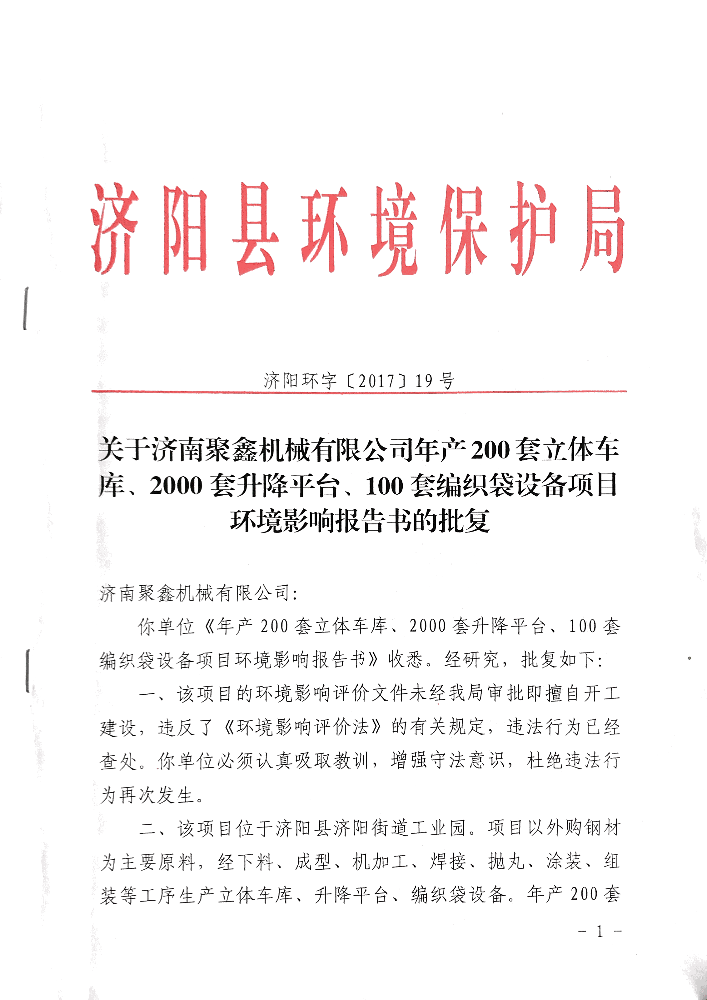 济阳县环境保护局
济阳环字〔2017〕19号
关于济南聚鑫机械有限公司年产200套立体车
库、2000套升降平台、100套编织袋设备项目
环境影响报告书的批复
济南聚鑫机械有限公司：
你单位《年产200套立体车库、2000套升降平台、100套
编织袋设备项目环境影响报告书》收悉。经研究，批复如下：
一、该项目的环境影响评价文件未经我局审批即擅自开工
建设，违反了《环境影响评价法》的有关规定，违法行为已经
查处。你单位必须认真吸取教训，增强守法意识，杜绝违法行
为再次发生。
二、该项目位于济阳县济阳街道工业园。项目以外购钢材
为主要原料，经下料、成型、机加工、焊接、抛丸、涂装、组
装等工序生产立体车库、升降平台、编织袋设备。年产200套
- 1 -